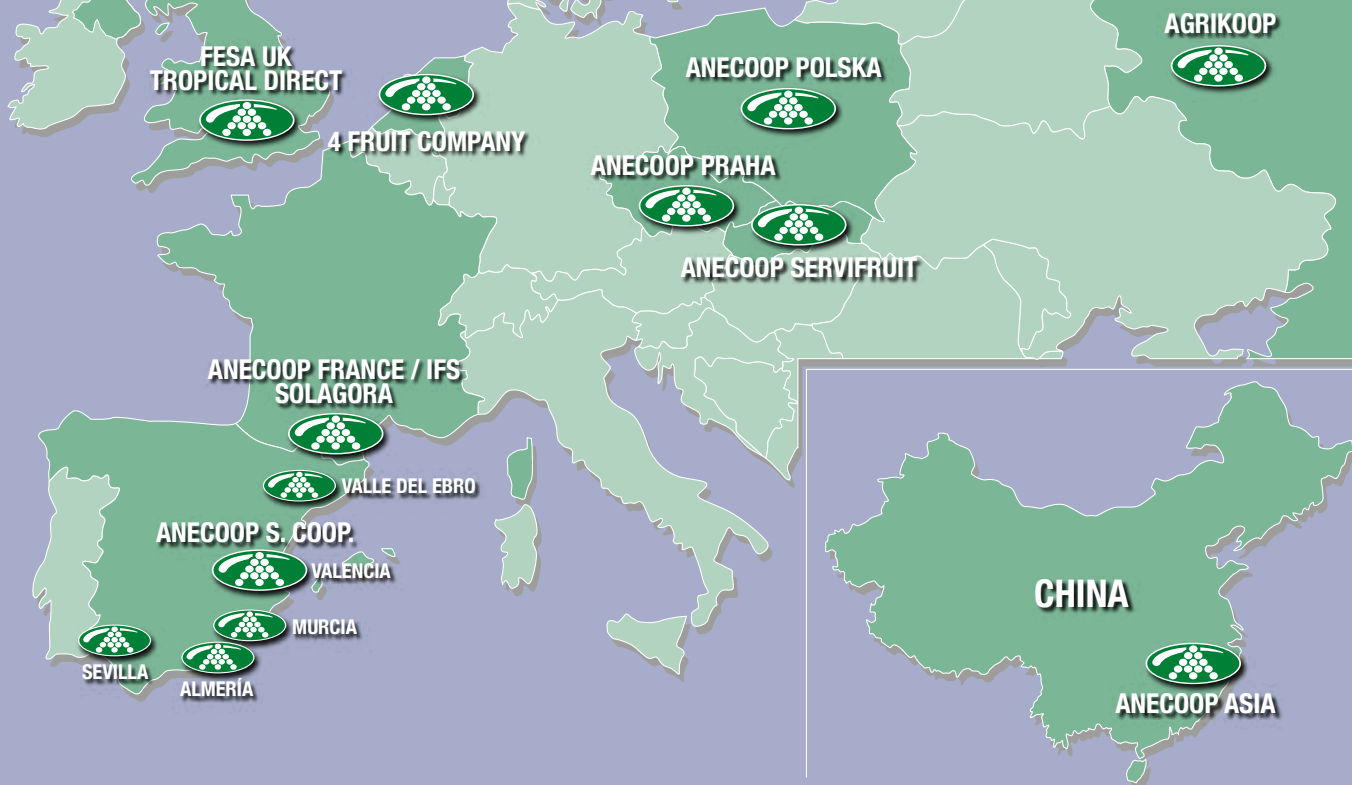 AGRIKOOP
FESA UK
TROPICAL DIRECT
ANECOOP POLSKA
4 FRUIT COMPANY
ANECOOP PRAHA
ANECOOP SERVIFRUIT
ANECOOP FRANCE / IFS
SOLAGORA
VALLE DEL EBRO
ANECOOP S. COOP.
VALENCIA
MURCIA
SEVILLA
ALMERÍA
CHINA
ANECOOP ASIA